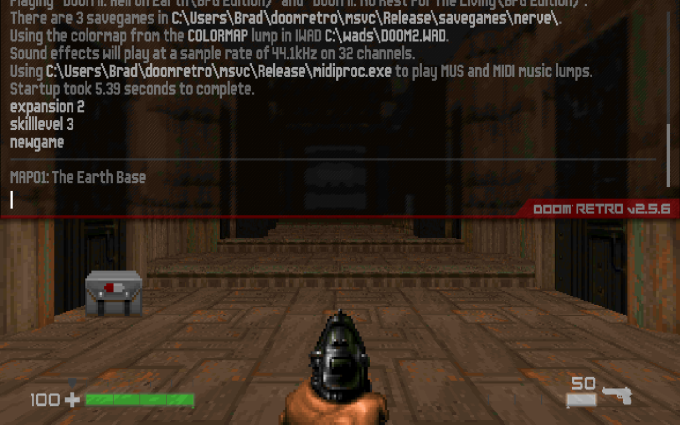 Playing "Doom II: Hell on Earth (BFG Edition)" and "Doom II: No Rest For The Living (BFG Edition)".
There are 3 savegames in C:\Users\Brad\doomretro\msvc\Release\savegames\nerve\.
Using the colormap from the COLORMAP lump in IWAD C:\wads\DOOM2.WAD.
Sound effects will play at a sample rate of 44.1kHz on 32 channels.
Using C:\Users\Brad\doomretro\msvc\Release\midiproc.exe to play MUS and MIDI music lumps.
Startup took 5.39 seconds to complete.
expansion 2
skilllevel 3
newgame
MAP01: The Earth Base
DOOM RETRO v2.5.6
50
100